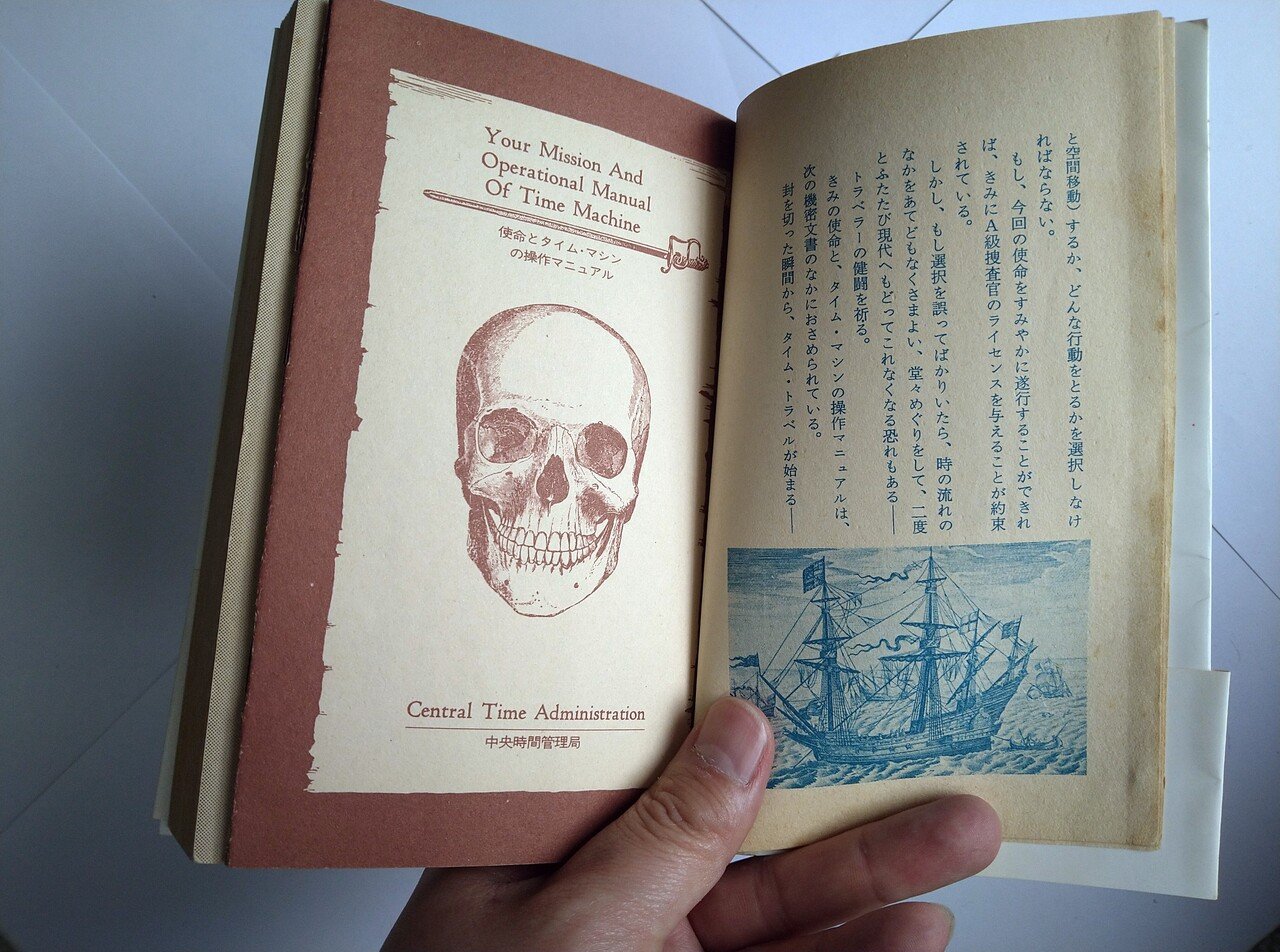 と空間移動）するか、どんな行動をとるかを選択しなけ
ればならない。
もし、今回の使命をすみやかに遂行することができれ
ば、きみにA級捜査官のライセンスを与えることが約束
されている。
しかし、もし選択を誤ってばかりいたら、時の流れの
なかをあてどもなくさまよい、堂々めぐりをして、二度
とふたたび現代へもどってこれなくなる恐れもある――
トラベラーの健闘を祈る。
きみの使命と、タイム・マシンの操作マニュアルは、
次の機密文書のなかにおさめられている。
封を切った瞬間から、タイム・トラベルが始まる――
Your Mission And
Operational Manual
Of Time Machine
使命とタイム・マシン
の操作マニュアル
Central Time Administration
中央時間管理局